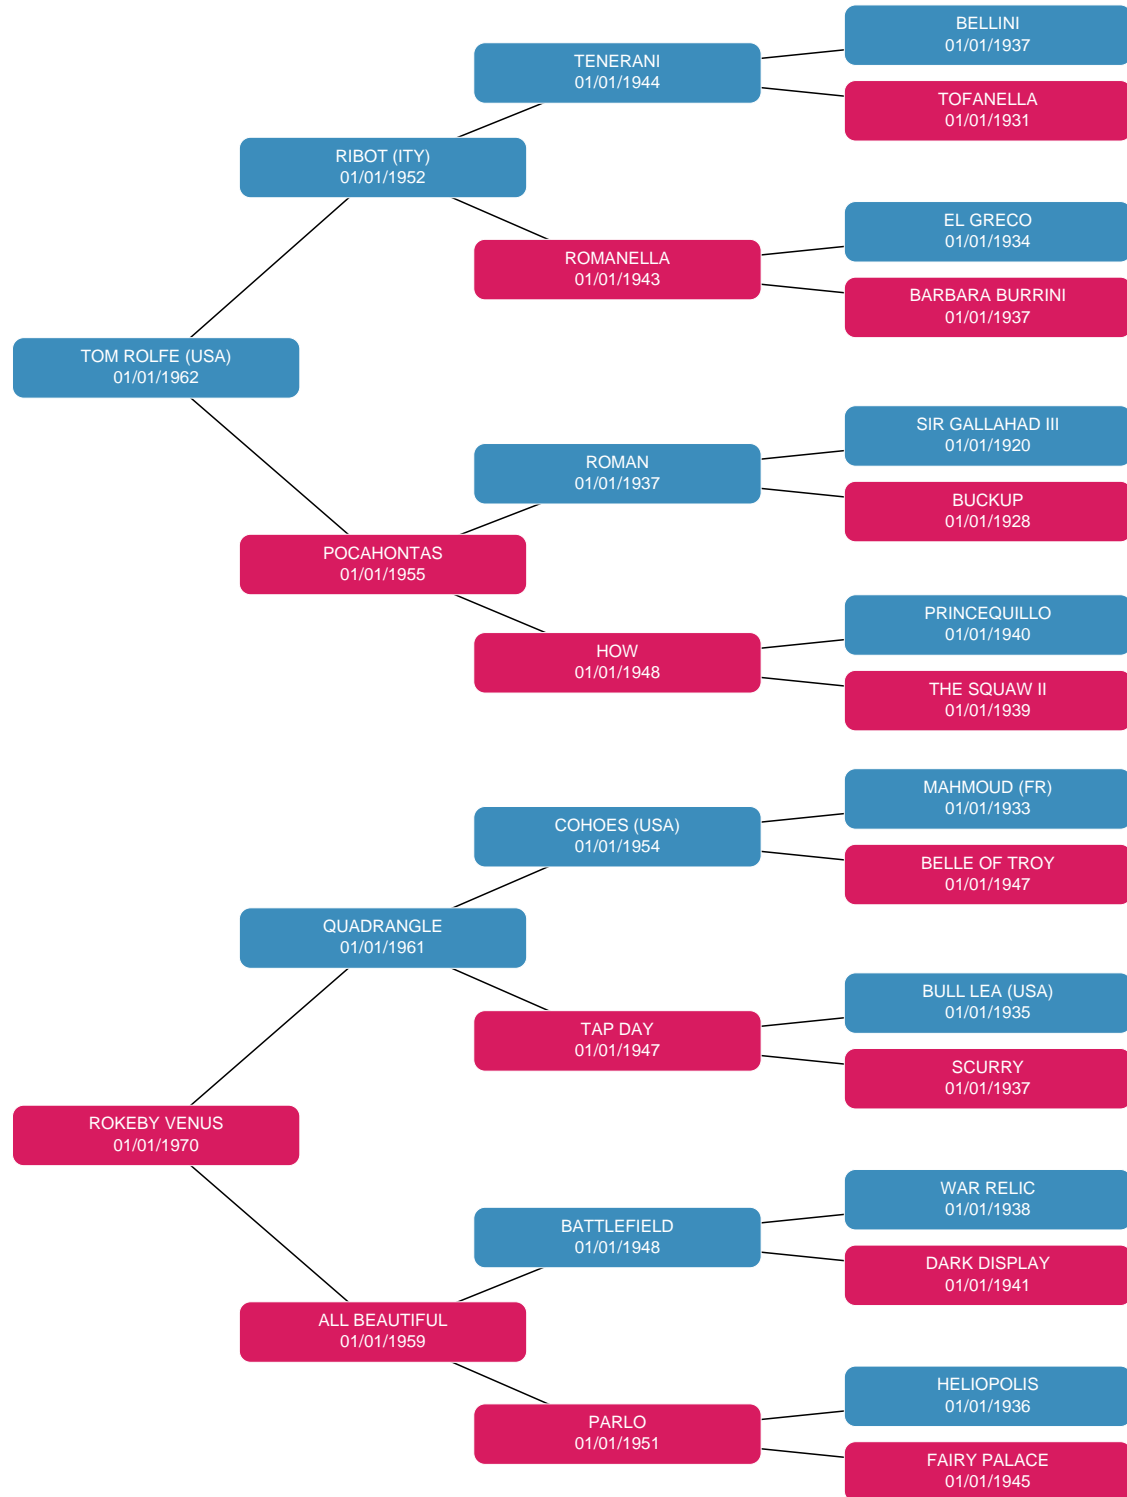 BELLINI
01/01/1937
TENERANI
01/01/1944
TOFANELLA
01/01/1931
RIBOT (ITY)
01/01/1952
EL GRECO
01/01/1934
ROMANELLA
01/01/1943
BARBARA BURRINI
01/01/1937
TOM ROLFE (USA)
01/01/1962
SIR GALLAHAD III
01/01/1920
ROMAN
01/01/1937
BUCKUP
01/01/1928
POCAHONTAS
01/01/1955
PRINCEQUILLO
01/01/1940
HOW
01/01/1948
THE SQUAW II
01/01/1939
MAHMOUD (FR)
01/01/1933
COHOES (USA)
01/01/1954
BELLE OF TROY
01/01/1947
QUADRANGLE
01/01/1961
BULL LEA (USA)
01/01/1935
TAP DAY
01/01/1947
SCURRY
01/01/1937
ROKEBY VENUS
01/01/1970
WAR RELIC
01/01/1938
BATTLEFIELD
01/01/1948
DARK DISPLAY
01/01/1941
ALL BEAUTIFUL
01/01/1959
HELIOPOLIS
01/01/1936
PARLO
01/01/1951
FAIRY PALACE
01/01/1945